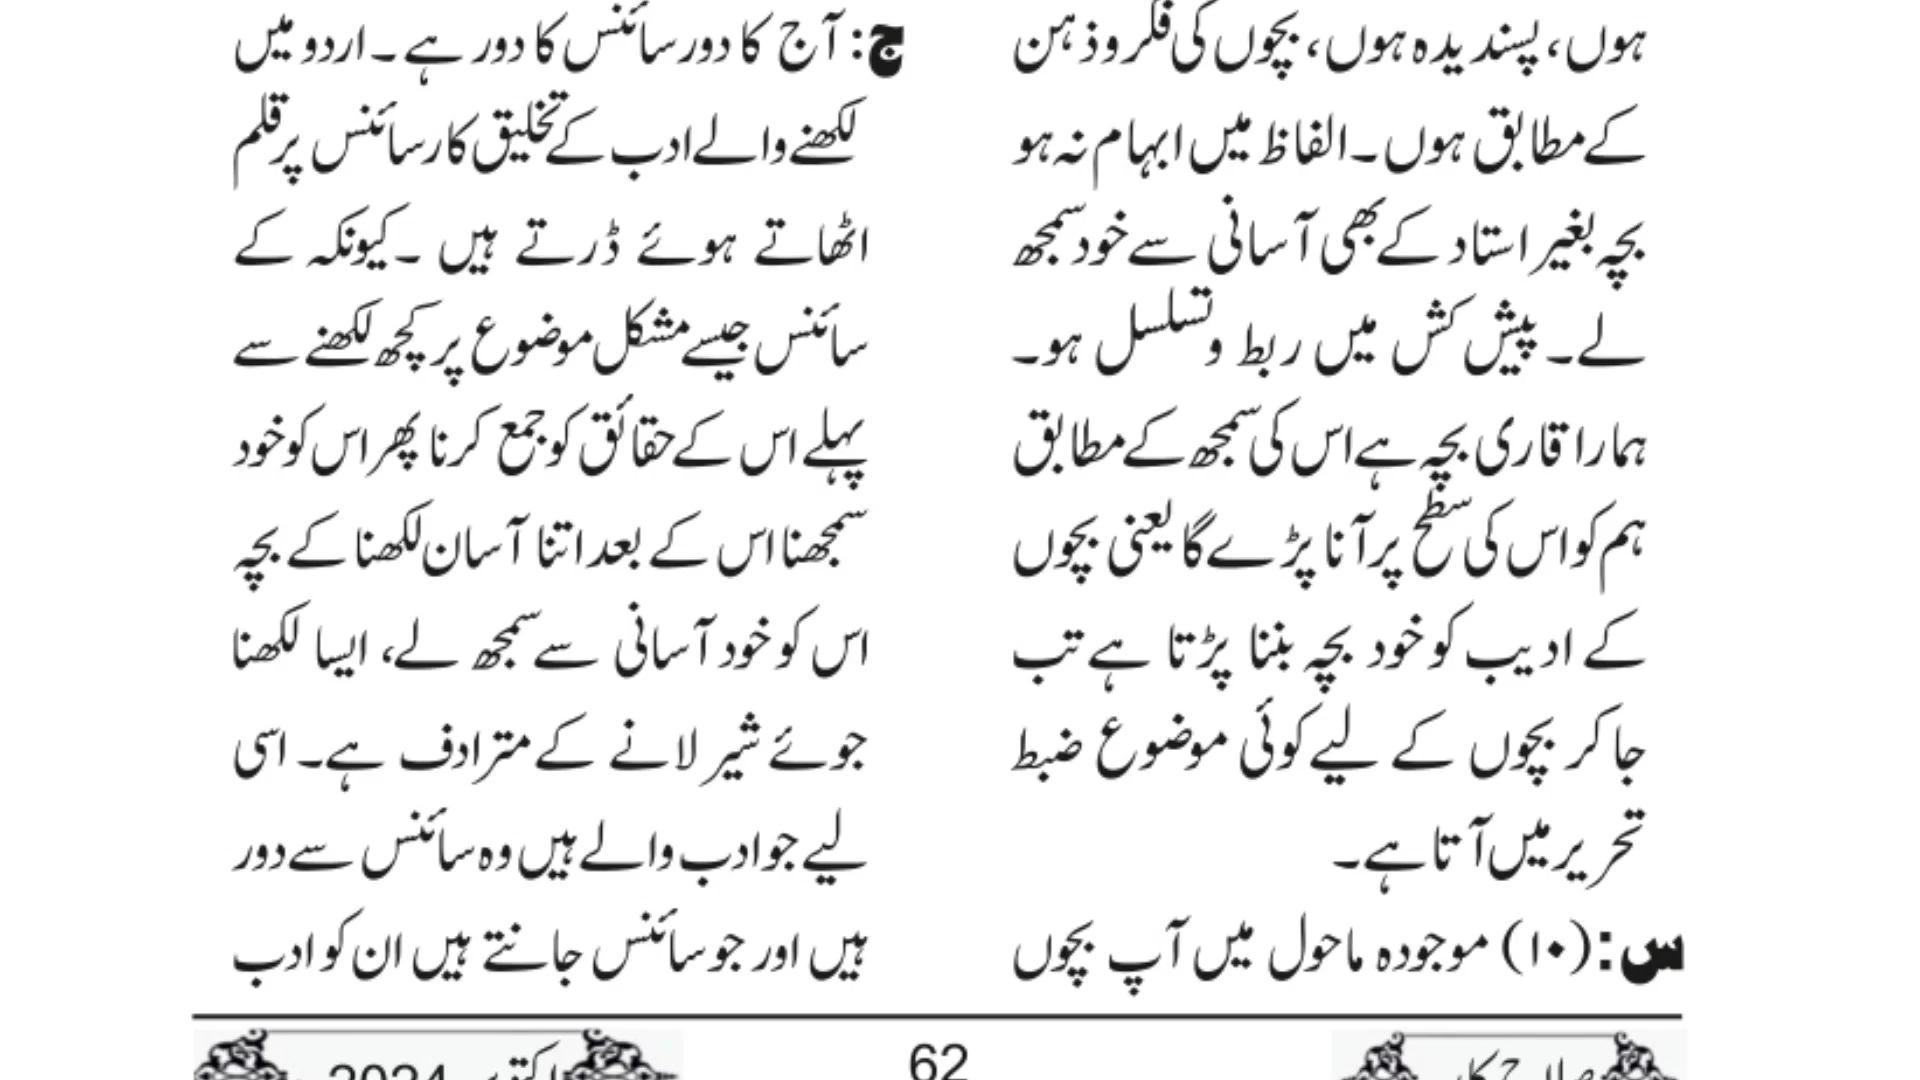 ہوں، پسندیدہ ہوں، بچوں کی فکر وذہن
کے مطابق ہوں۔ الفاظ میں ابہام نہ ہو
بچہ بغیر استاد کے بھی آسانی سے خود سمجھ
لے۔ پیش کش میں ربط و تسلسل ہو۔
ہمارا قاری بچہ ہے اس کی سمجھ کے مطابق
ہم کو اس کی سطح پر آنا پڑے گا یعنی بچوں
کے ادیب کو خود بچہ بننا پڑتا ہے تب
جا کر بچوں کے لیے کوئی موضوع ضبط
تحریر میں آتا ہے۔
س: (۱۰) موجودہ ماحول میں آپ بچوں
ج: آج کا دور سائنس کا دور ہے۔ اردو میں
لکھنے والے ادب کے تخلیق کار سائنس پر قلم
اٹھاتے ہوئے ڈرتے ہیں ۔ کیونکہ کے
سائنس جیسے مشکل موضوع پر کچھ لکھنے سے
پہلے اس کے حقائق کو جمع کرنا پھر اس کو خود
سمجھنا اس کے بعد اتنا آسان لکھنا کے بچہ
اس کو خود آسانی سے سمجھ لے، ایسا لکھنا
جوئے شیر لانے کے مترادف ہے۔ اسی
لیے جو ادب والے ہیں وہ سائنس سے دور
ہیں اور جو سائنس جانتے ہیں ان کو ادب
62
اکتوبر 2024